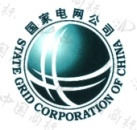 国家电网公司
STATE GRID CORPORATION OF CHINA